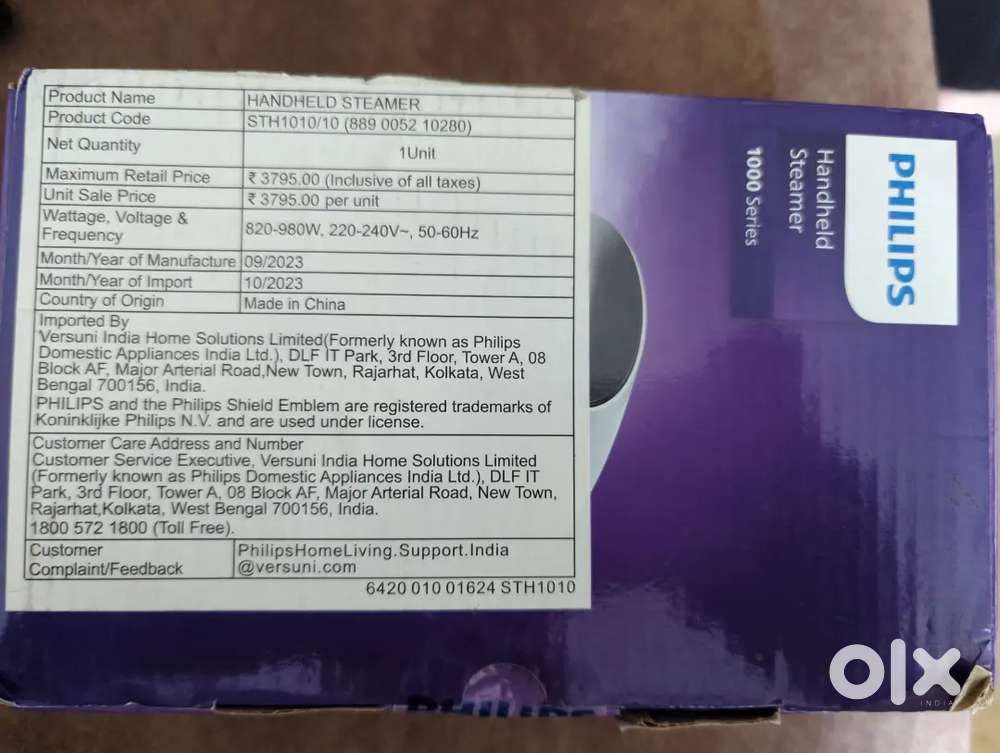 Product Name HANDHELD STEAMER
Product Code STH1010/10 (889 0052 10280)
Net Quantity 1Unit
Maximum Retail Price ₹ 3795.00 (Inclusive of all taxes)
Unit Sale Price ₹ 3795.00 per unit
Wattage, Voltage &
Frequency 820-980W, 220-240V~, 50-60Hz
Month/Year of Manufacture 09/2023
Month/Year of Import 10/2023
Country of Origin Made in China
Imported By
Versuni India Home Solutions Limited(Formerly known as Philips
Domestic Appliances India Ltd.), DLF IT Park, 3rd Floor, Tower A, 08
Block AF, Major Arterial Road,New Town, Rajarhat, Kolkata, West
Bengal 700156, India.
PHILIPS and the Philips Shield Emblem are registered trademarks of
Koninklijke Philips N.V. and are used under license.
Customer Care Address and Number
Customer Service Executive, Versuni India Home Solutions Limited
(Formerly known as Philips Domestic Appliances India Ltd.), DLF IT
Park, 3rd Floor, Tower A, 08 Block AF, Major Arterial Road, New Town,
Rajarhat,Kolkata, West Bengal 700156, India.
1800 572 1800 (Toll Free).
Customer
Complaint/Feedback
PhilipsHomeLiving.Support.India
@versuni.com
6420 010 01624 STH1010
PHILIPS
Handheld
Steamer
1000 Series
PHILIPS
olx
INDIA